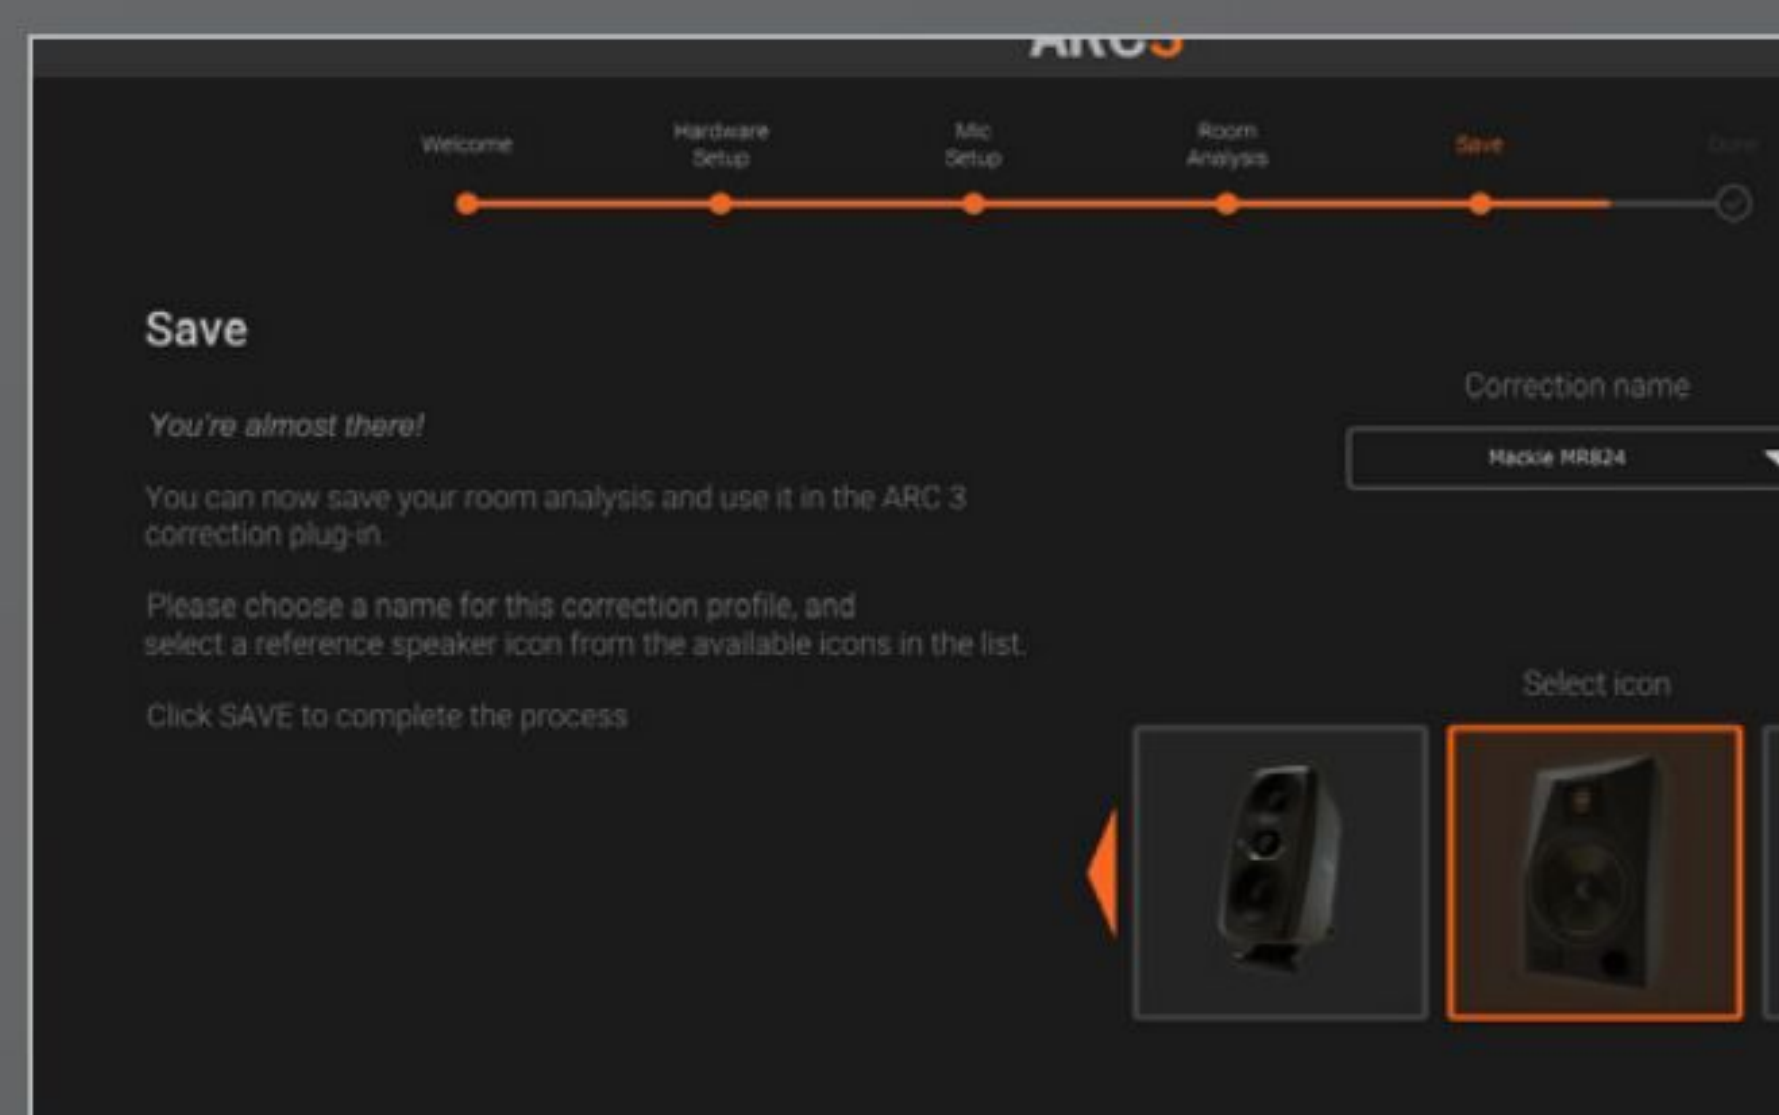 ARC3
Welcome
Hardware
Setup
Mic
Setup
Room
Analysis
Save
Done
Save
You're almost there!
You can now save your room analysis and use it in the ARC 3
correction plug-in.
Please choose a name for this correction profile, and
select a reference speaker icon from the available icons in the list.
Click SAVE to complete the process
Correction name
Mackie MR824
Select icon